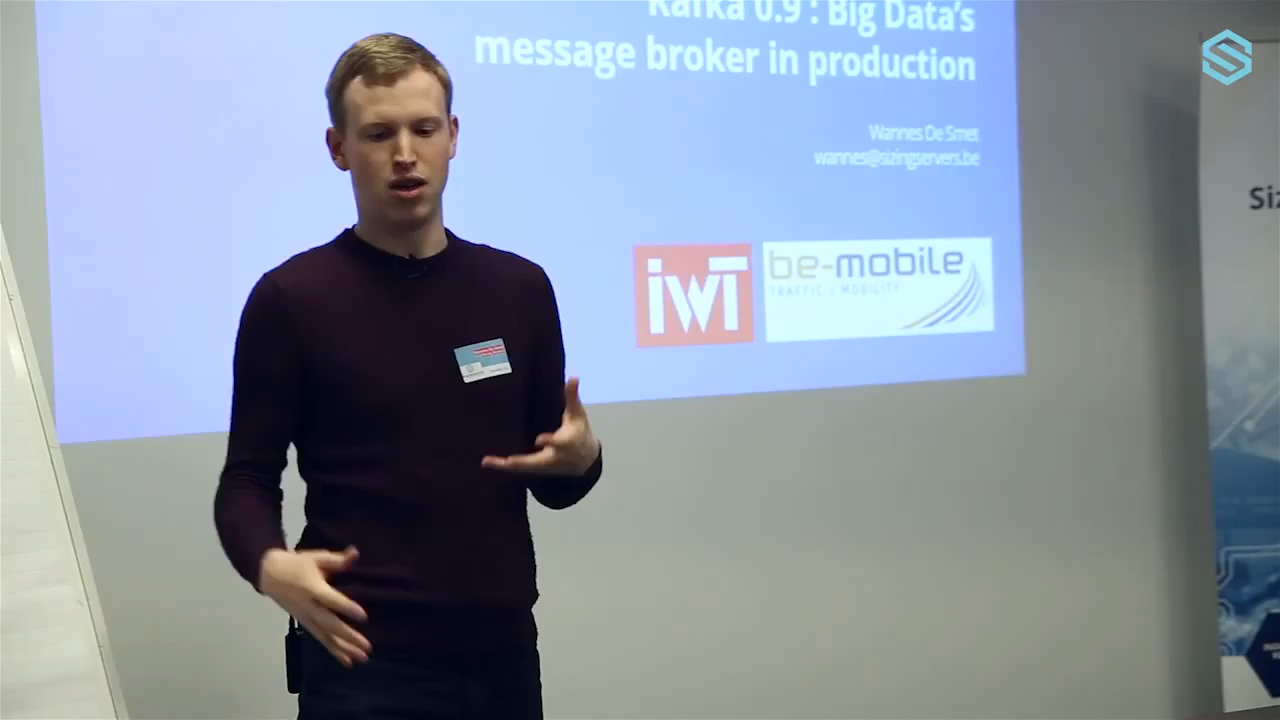 Kafka 0.9 : Big Data's
message broker in production
Wannes De Smet
wannes@sizingservers.be
iwT
be-mobile
TRAFFIC & MOBILITY
Siz